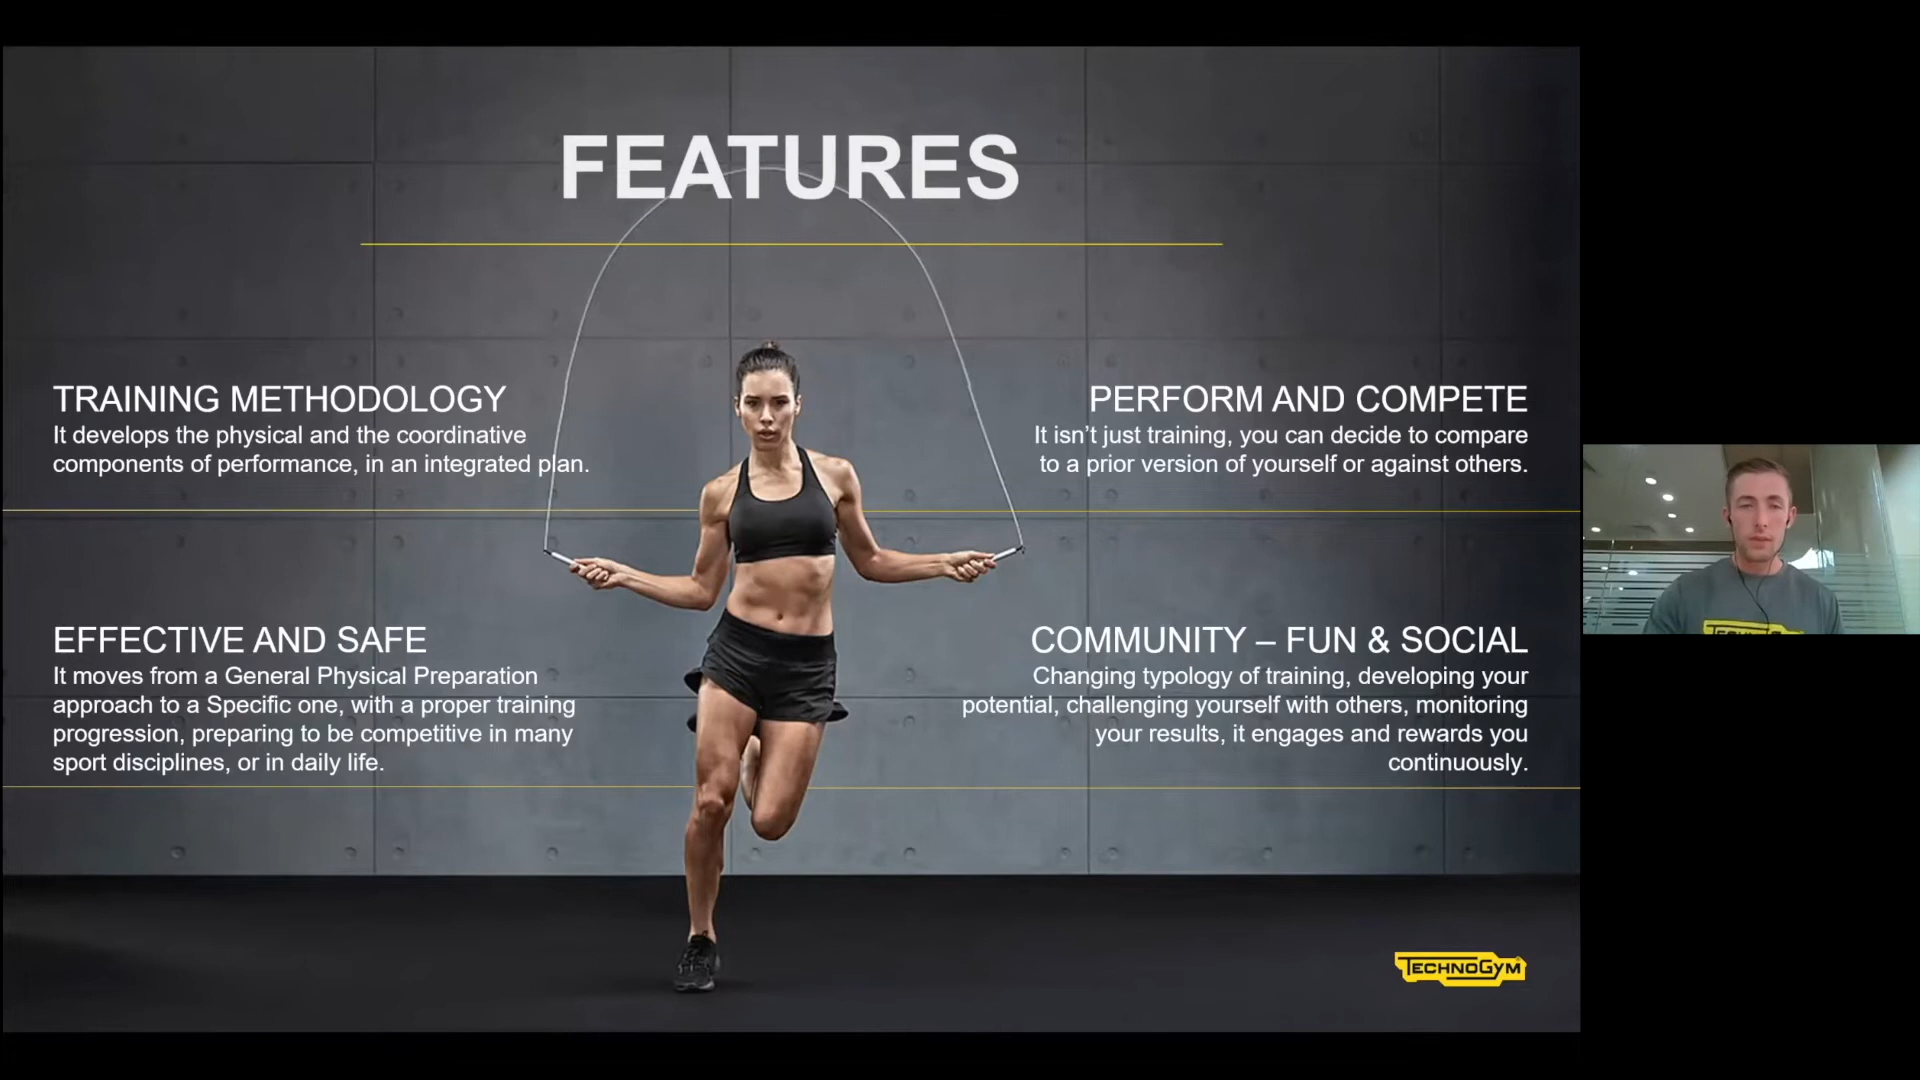 FEATURES
TRAINING METHODOLOGY
It develops the physical and the coordinative
components of performance, in an integrated plan.
PERFORM AND COMPETE
It isn’t just training, you can decide to compare
to a prior version of yourself or against others.
EFFECTIVE AND SAFE
It moves from a General Physical Preparation
approach to a Specific one, with a proper training
progression, preparing to be competitive in many
sport disciplines, or in daily life.
COMMUNITY – FUN & SOCIAL
Changing typology of training, developing your
potential, challenging yourself with others, monitoring
your results, it engages and rewards you
continuously.
TECHNOGYM